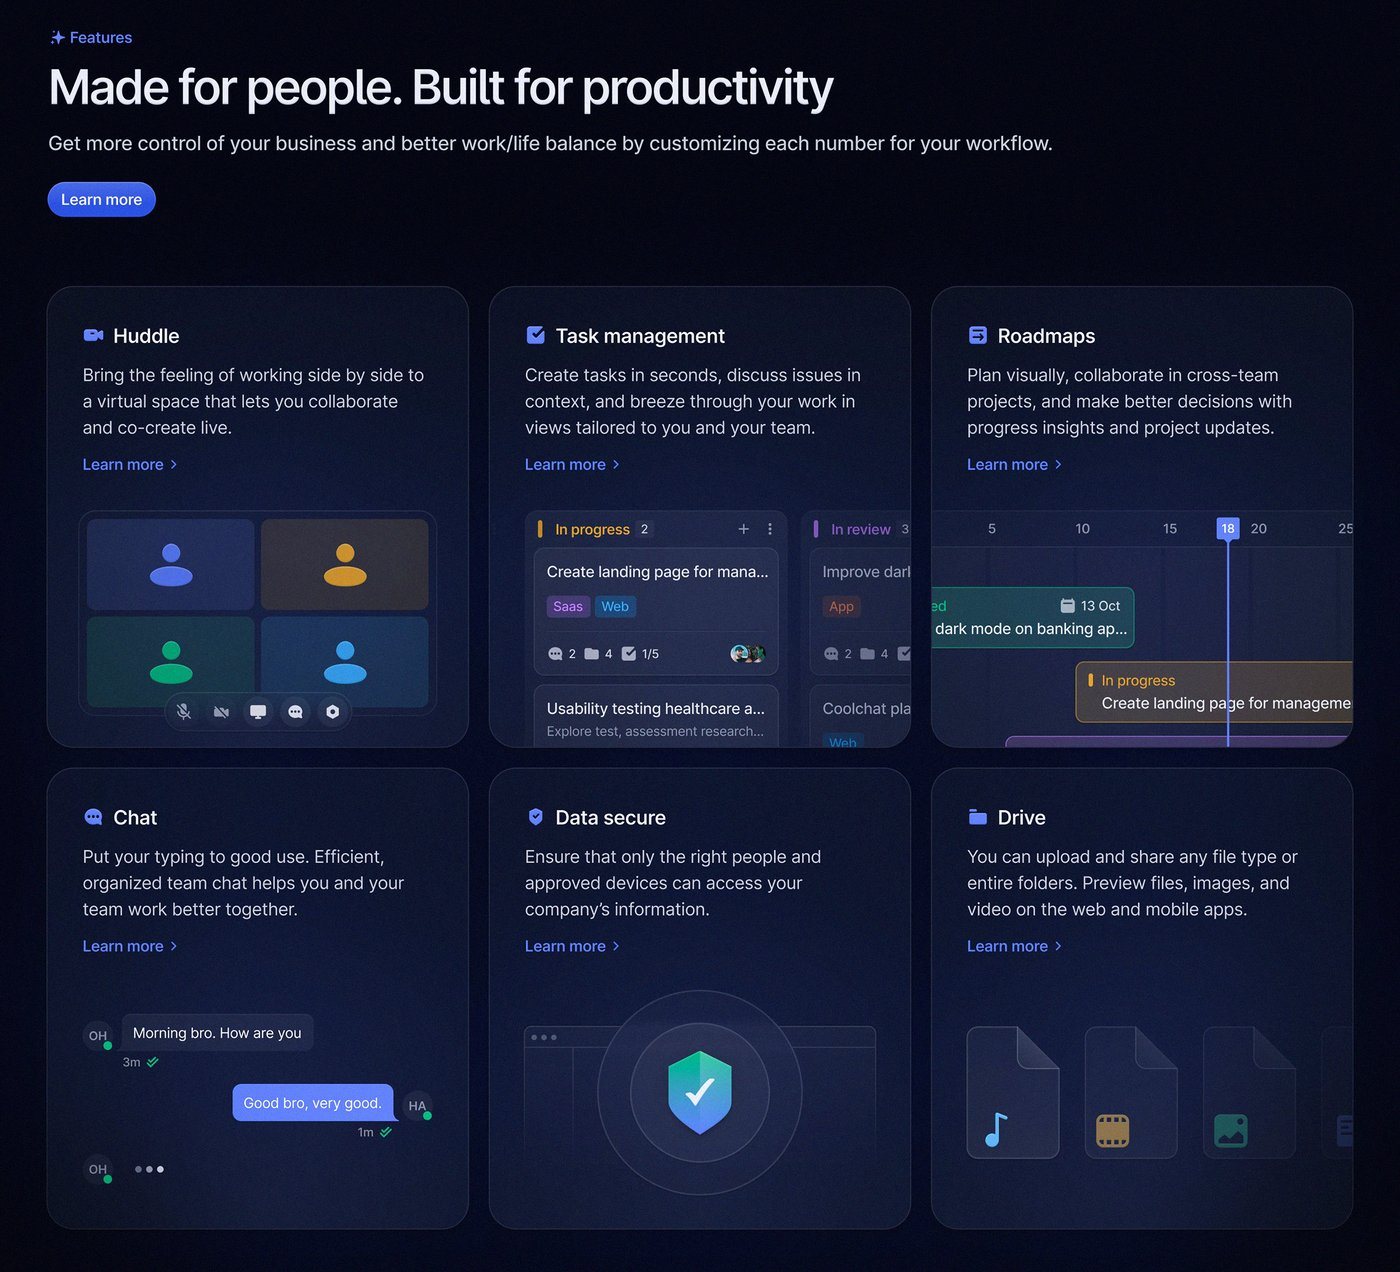 Features
Made for people. Built for productivity
Get more control of your business and better work/life balance by customizing each number for your workflow.
Learn more
Huddle
Bring the feeling of working side by side to
a virtual space that lets you collaborate
and co-create live.
Learn more
Task management
Create tasks in seconds, discuss issues in
context, and breeze through your work in
views tailored to you and your team.
Learn more
In progress 2
Create landing page for mana...
Saas Web
2 4 1/5
Usability testing healthcare a...
Explore test, assessment research...
In review 3
Improve dark
App
2 4
Coolchat pla
Web
Roadmaps
Plan visually, collaborate in cross-team
projects, and make better decisions with
progress insights and project updates.
Learn more
5 10 15 18 20 25
ed 13 Oct
dark mode on banking ap...
In progress
Create landing page for manageme
Chat
Put your typing to good use. Efficient,
organized team chat helps you and your
team work better together.
Learn more
OH Morning bro. How are you
3m
Good bro, very good. HA
1m
OH
Data secure
Ensure that only the right people and
approved devices can access your
company’s information.
Learn more
Drive
You can upload and share any file type or
entire folders. Preview files, images, and
video on the web and mobile apps.
Learn more